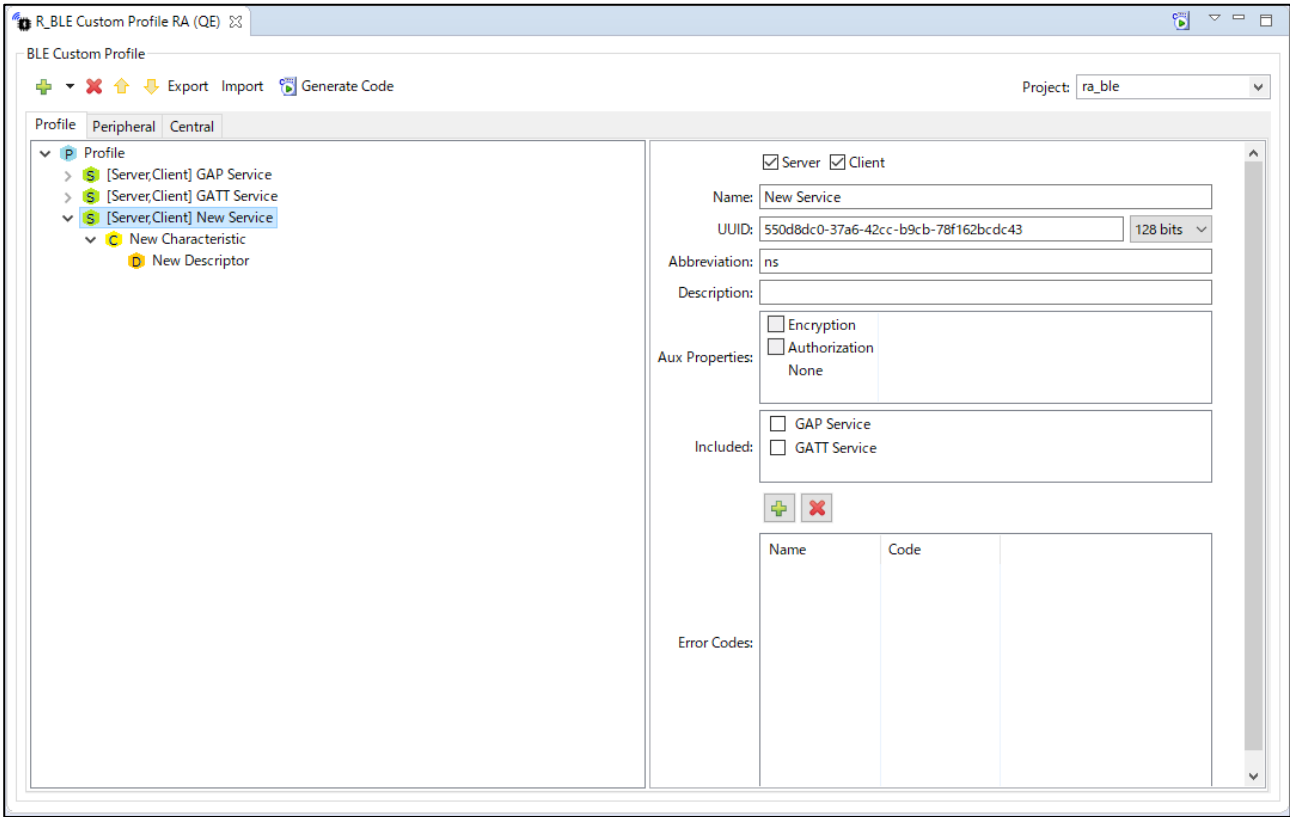 R_BLE Custom Profile RA (QE)
BLE Custom Profile
Export Import Generate Code
Project: ra_ble
Profile Peripheral Central
P Profile
S [Server,Client] GAP Service
S [Server,Client] GATT Service
S [Server,Client] New Service
C New Characteristic
D New Descriptor
Server Client
Name: New Service
UUID: 550d8dc0-37a6-42cc-b9cb-78f162bcdc43 128 bits
Abbreviation: ns
Description:
Aux Properties:
Encryption
Authorization
None
Included:
GAP Service
GATT Service
Name Code
Error Codes: